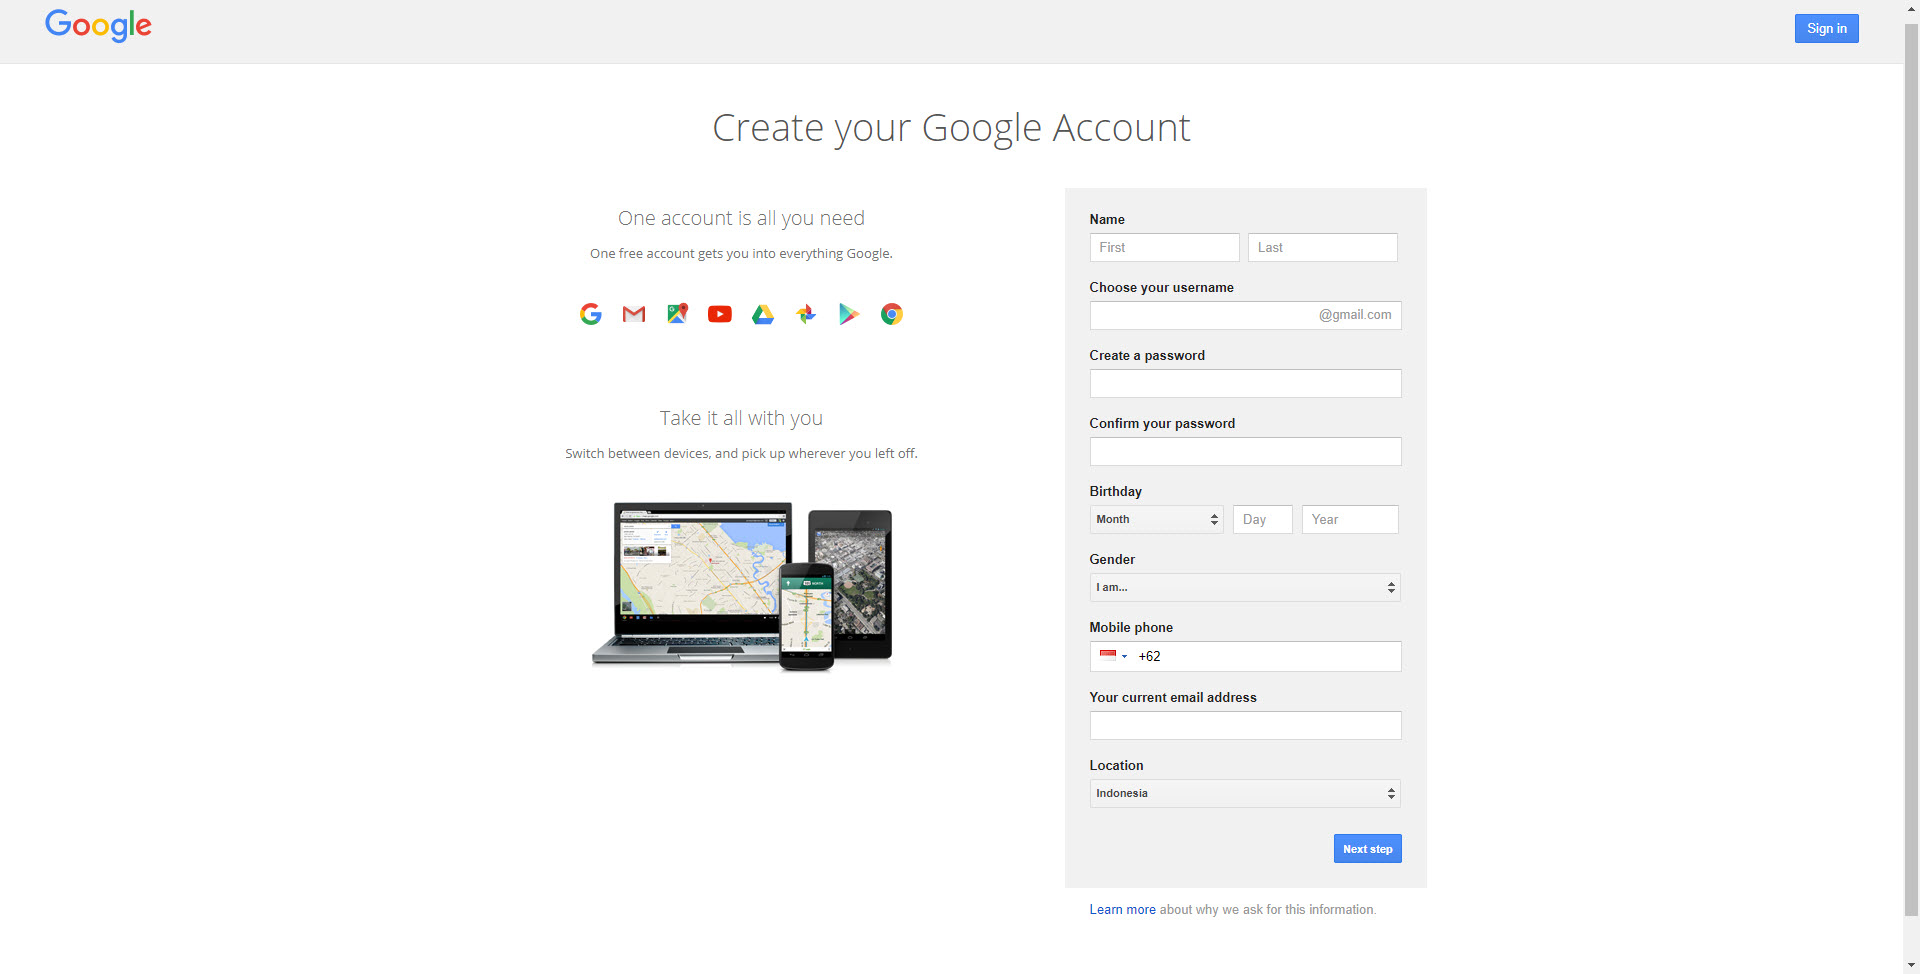 Google
Sign in
Create your Google Account
One account is all you need
One free account gets you into everything Google.
Take it all with you
Switch between devices, and pick up wherever you left off.
Name
First Last
Choose your username
@gmail.com
Create a password
Confirm your password
Birthday
Month Day Year
Gender
I am...
Mobile phone
+62
Your current email address
Location
Indonesia
Next step
Learn more about why we ask for this information.